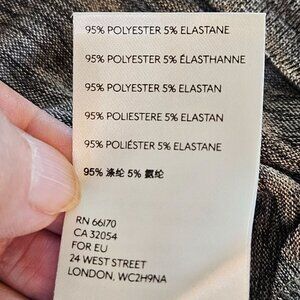 95% POLYESTER 5% ELASTANE
95% POLYESTER 5% ÉLASTHANNE
95% POLYESTER 5% ELASTAN
95% POLIESTERE 5% ELASTAN
95% POLIÉSTER 5% ELASTANE
95% 涤纶 5% 氨纶
RN 66170
CA 32054
FOR EU
24 WEST STREET
LONDON, WC2H9NA